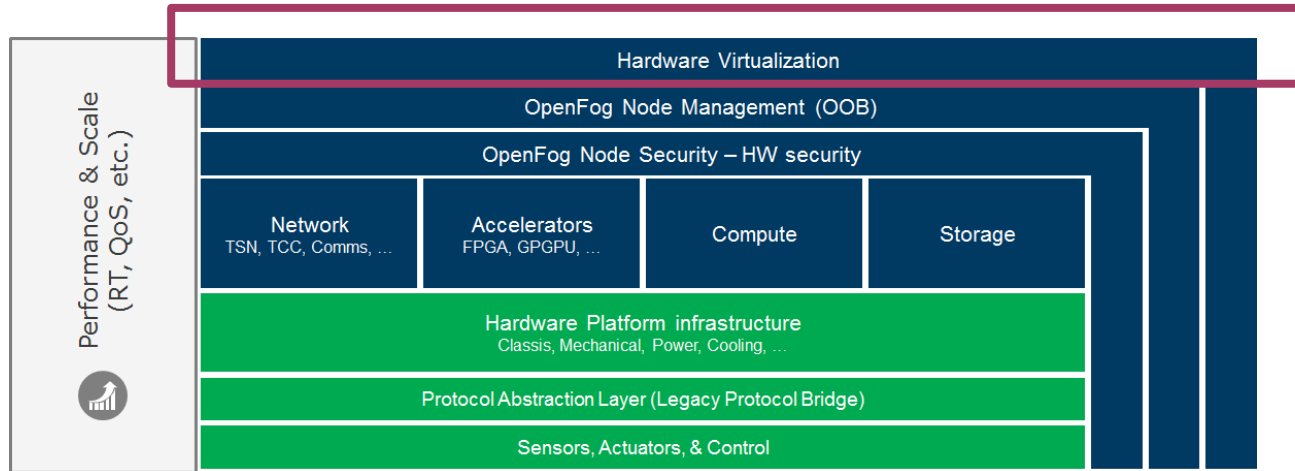 Performance & Scale
(RT, QoS, etc.)
Hardware Virtualization
OpenFog Node Management (OOB)
OpenFog Node Security – HW security
Network
TSN, TCC, Comms, ...
Accelerators
FPGA, GPGPU, ...
Compute
Storage
Hardware Platform infrastructure
Classis, Mechanical, Power, Cooling, ...
Protocol Abstraction Layer (Legacy Protocol Bridge)
Sensors, Actuators, & Control